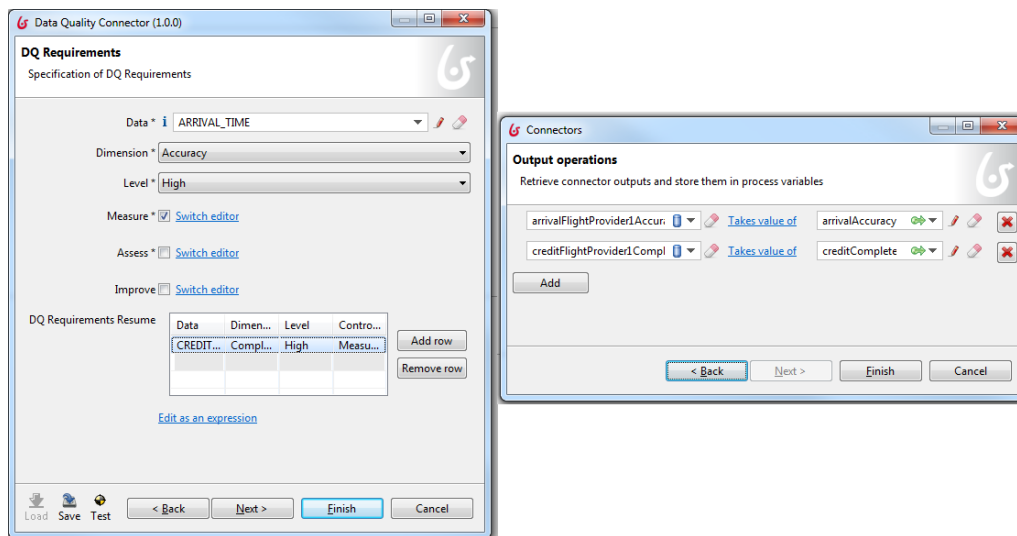 Data Quality Connector (1.0.0)
DQ Requirements
Specification of DQ Requirements
Data * i ARRIVAL_TIME
Dimension * Accuracy
Level * High
Measure * Switch editor
Assess * Switch editor
Improve Switch editor
DQ Requirements Resume
Data Dimen... Level Contro...
CREDIT... Compl... High Measu...
Add row
Remove row
Edit as an expression
Load Save Test < Back Next > Finish Cancel
Connectors
Output operations
Retrieve connector outputs and store them in process variables
arrivalFlightProvider1Accur Takes value of arrivalAccuracy
creditFlightProvider1Compl Takes value of creditComplete
Add
< Back Next > Finish Cancel